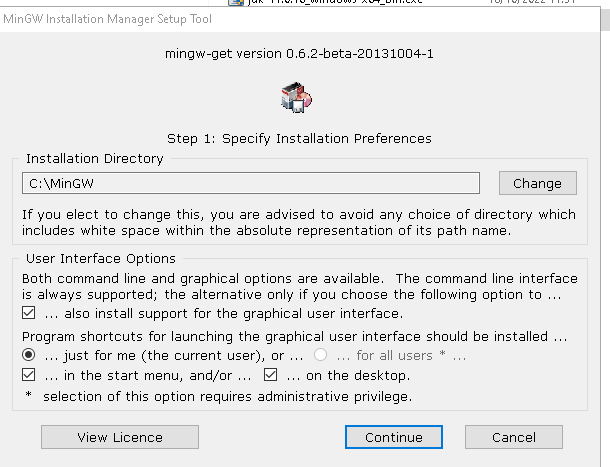 MinGW Installation Manager Setup Tool
mingw-get version 0.6.2-beta-20131004-1
Step 1: Specify Installation Preferences
Installation Directory
C:\MinGW
Change
If you elect to change this, you are advised to avoid any choice of directory which
includes white space within the absolute representation of its path name.
User Interface Options
Both command line and graphical options are available.  The command line interface
is always supported; the alternative only if you choose the following option to ...
... also install support for the graphical user interface.
Program shortcuts for launching the graphical user interface should be installed ...
... just for me (the current user), or ... ... for all users * ...
... in the start menu, and/or ... ... on the desktop.
* selection of this option requires administrative privilege.
View Licence
Continue
Cancel